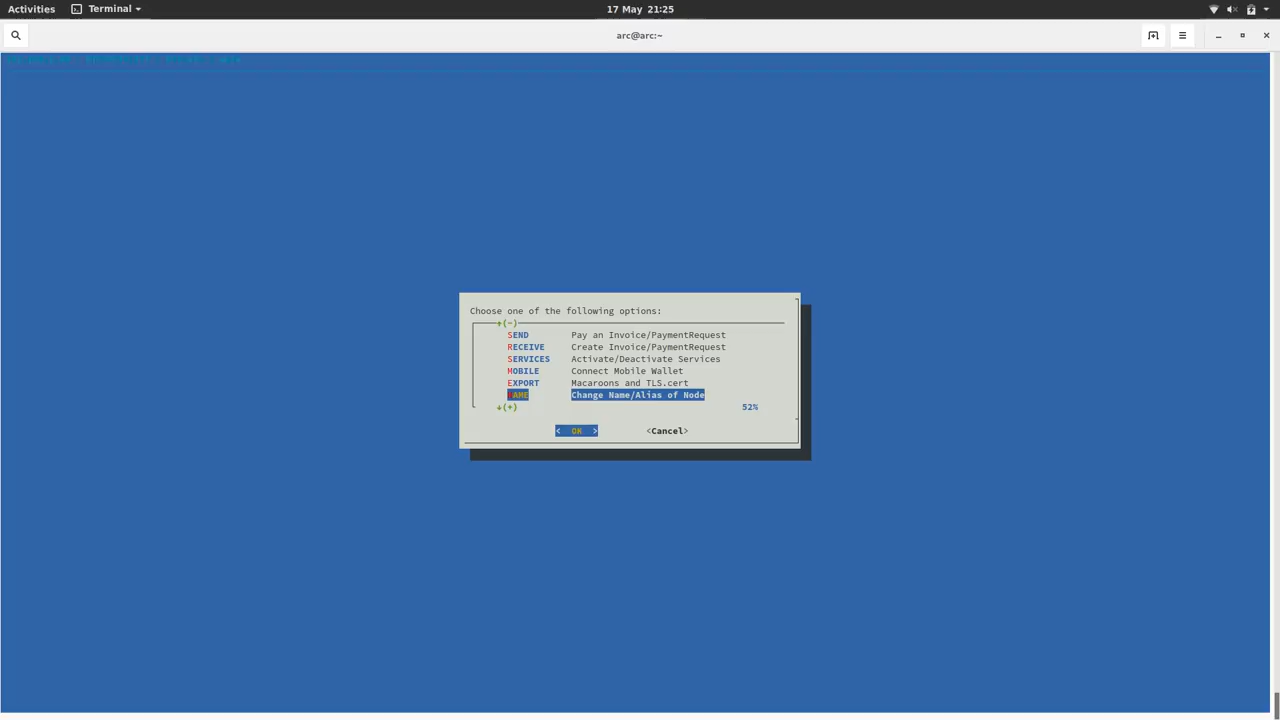 Activities Terminal 17 May 21:25
arc@arc:~
Choose one of the following options:
↑(-)
SEND Pay an Invoice/PaymentRequest
RECEIVE Create Invoice/PaymentRequest
SERVICES Activate/Deactivate Services
MOBILE Connect Mobile Wallet
EXPORT Macaroons and TLS.cert
NAME Change Name/Alias of Node
↓(+) 52%
< OK > <Cancel>